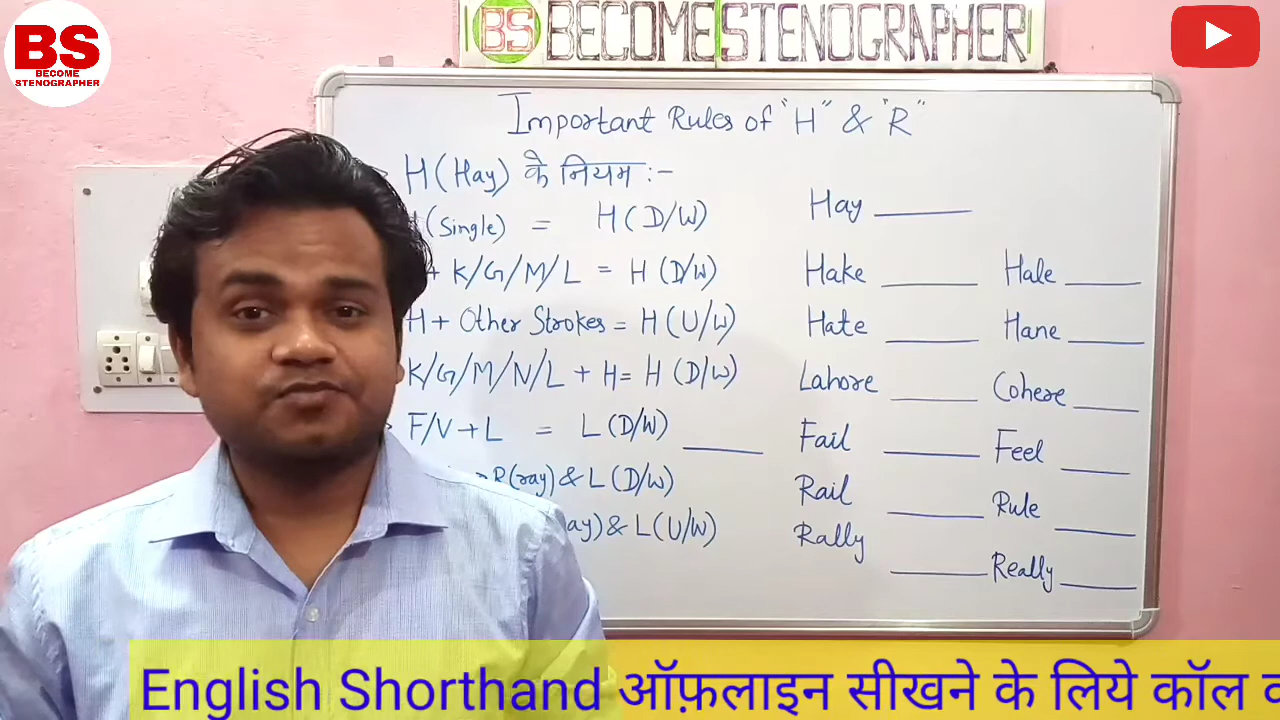 BS
BECOME
STENOGRAPHER
BS BECOME STENOGRAPHER
Important Rules of "H" & "R"
H (Hay) के नियम :-
(Single) = H (D/W)
Hay
+ K/G/M/L = H (D/W)
Hake Hale
H + Other Strokes = H (U/W)
Hate Hane
K/G/M/N/L + H = H (D/W)
Lahore Cohere
F/V + L = L (D/W)
Fail Feel
R (ray) & L (D/W)
Rail Rule
& L (U/W)
Rally Really
English Shorthand ऑफ़लाइन सीखने के लिये कॉल